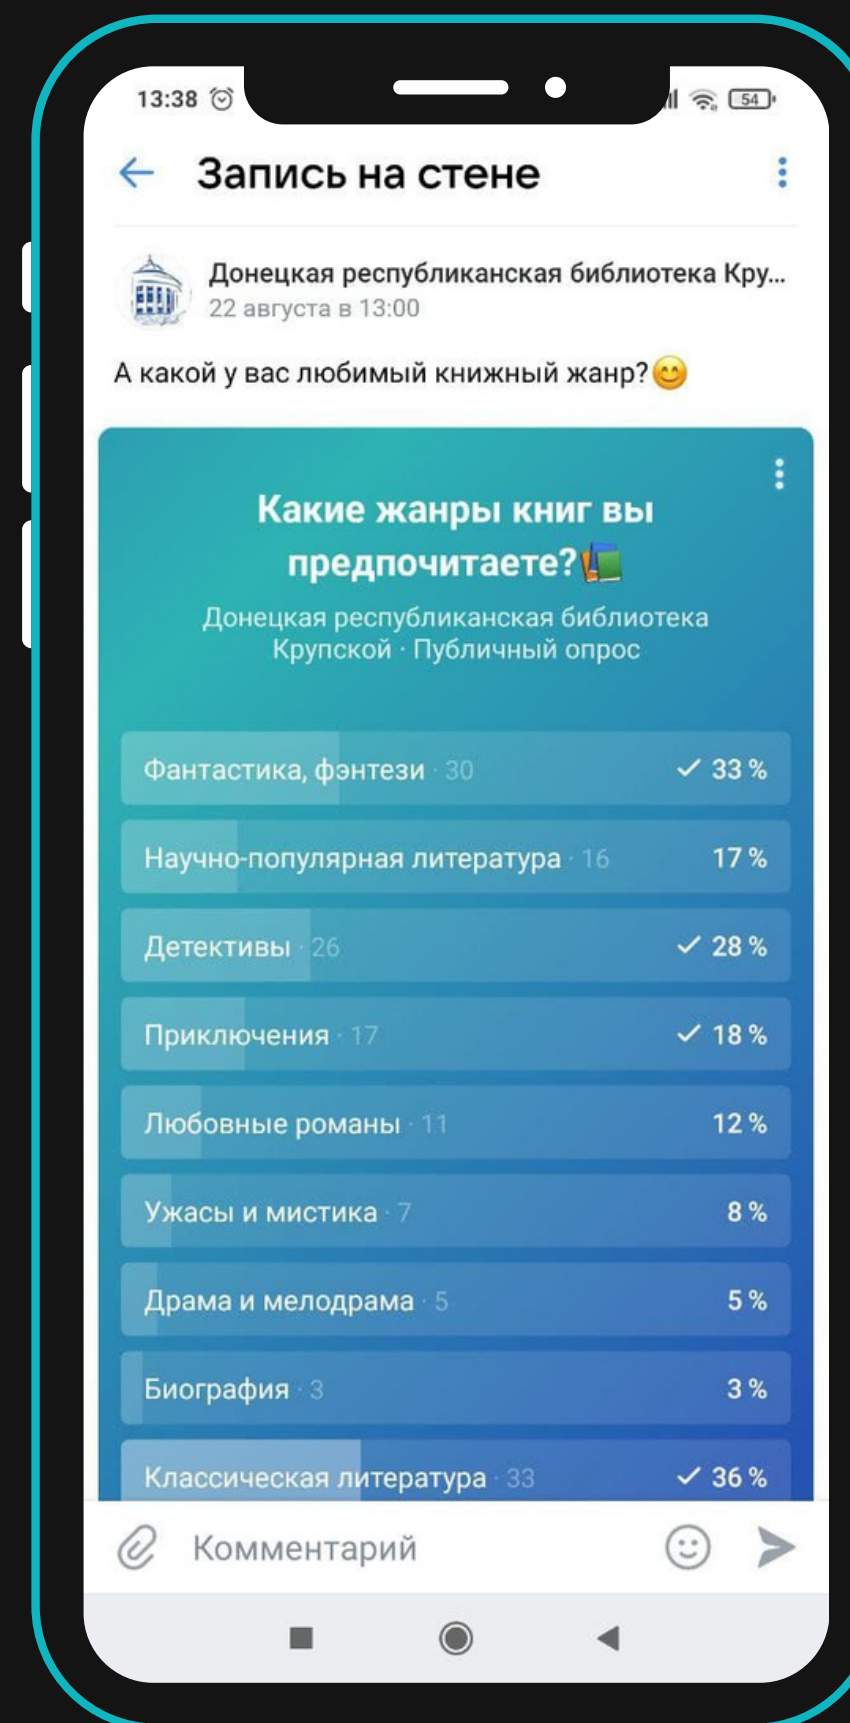 13:38
54
Запись на стене
Донецкая республиканская библиотека Кру...
22 августа в 13:00
А какой у вас любимый книжный жанр?😊
Какие жанры книг вы
предпочитаете?📚
Донецкая республиканская библиотека
Крупской · Публичный опрос
Фантастика, фэнтези · 30 ✓ 33 %
Научно-популярная литература · 16 17 %
Детективы · 26 ✓ 28 %
Приключения · 17 ✓ 18 %
Любовные романы · 11 12 %
Ужасы и мистика · 7 8 %
Драма и мелодрама · 5 5 %
Биография · 3 3 %
Классическая литература · 33 ✓ 36 %
Комментарий